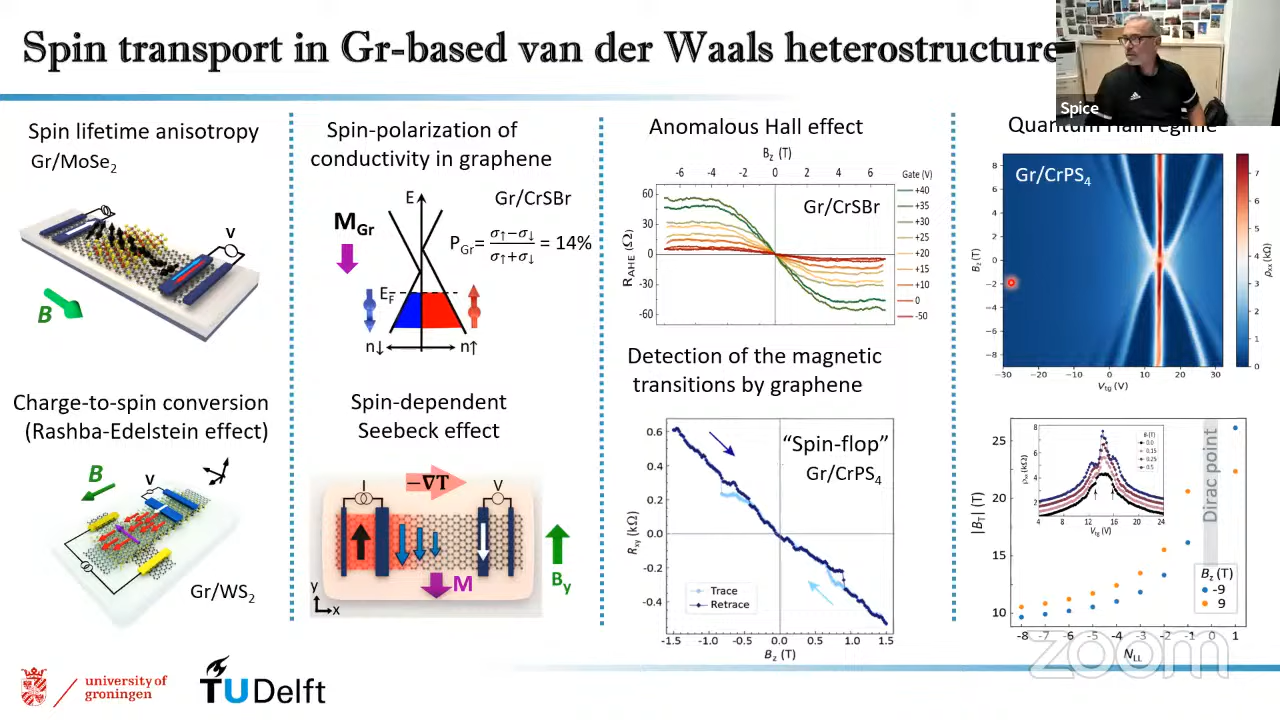 Spin transport in Gr-based van der Waals heterostructure
Spice
Spin lifetime anisotropy
Gr/MoSe₂
V
B
Charge-to-spin conversion
(Rashba-Edelstein effect)
B
V
Gr/WS₂
Spin-polarization of
conductivity in graphene
E
Gr/CrSBr
M_Gr
P_Gr= σ↑−σ↓ / σ↑+σ↓ = 14%
E_F
n↓ n↑
Spin-dependent
Seebeck effect
−∇T
I
V
M
B_y
y
x
Anomalous Hall effect
B_z (T)
-6 -4 -2 0 2 4 6
Gate (V)
+40
+35
+30
+25
+20
+15
+10
0
-50
Gr/CrSBr
60
30
0
-30
-60
R_AHE (Ω)
Detection of the magnetic
transitions by graphene
"Spin-flop"
Gr/CrPS₄
0.6
0.4
0.2
0.0
-0.2
-0.4
R_xy (kΩ)
Trace
Retrace
-1.5 -1.0 -0.5 0.0 0.5 1.0 1.5
B_z (T)
Quantum Hall regime
Gr/CrPS₄
8
6
4
2
0
-2
-4
-6
-8
B_z (T)
-30 -20 -10 0 10 20 30
V_tg (V)
7
6
5
4
3
2
1
0
ρ_xx (kΩ)
25
20
15
10
|B_T| (T)
8
6
4
2
ρ_xx (kΩ)
0.0
0.15
0.25
0.5
4 8 12 16 20 24
V_tg (V)
Dirac point
B_z (T)
-9
9
-8 -7 -6 -5 -4 -3 -2 -1 0 1
N_LL
zoom
university of
groningen
TUDelft